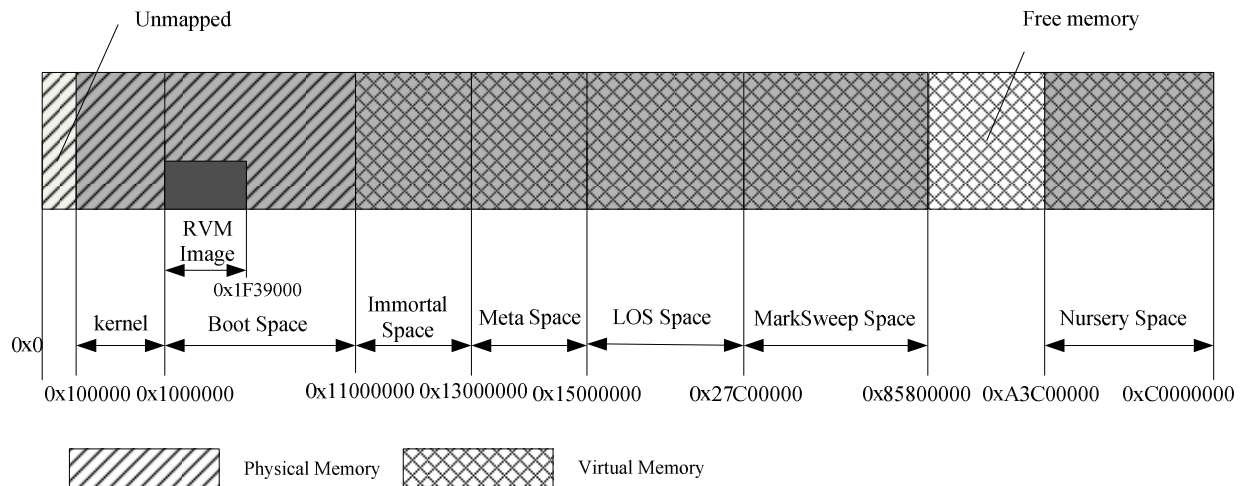 Unmapped
Free memory
RVM
Image
0x1F39000
kernel
Boot Space
Immortal
Space
Meta Space
LOS Space
MarkSweep Space
Nursery Space
0x0
0x100000 0x1000000 0x11000000 0x13000000 0x15000000 0x27C00000 0x85800000 0xA3C00000 0xC0000000
Physical Memory
Virtual Memory